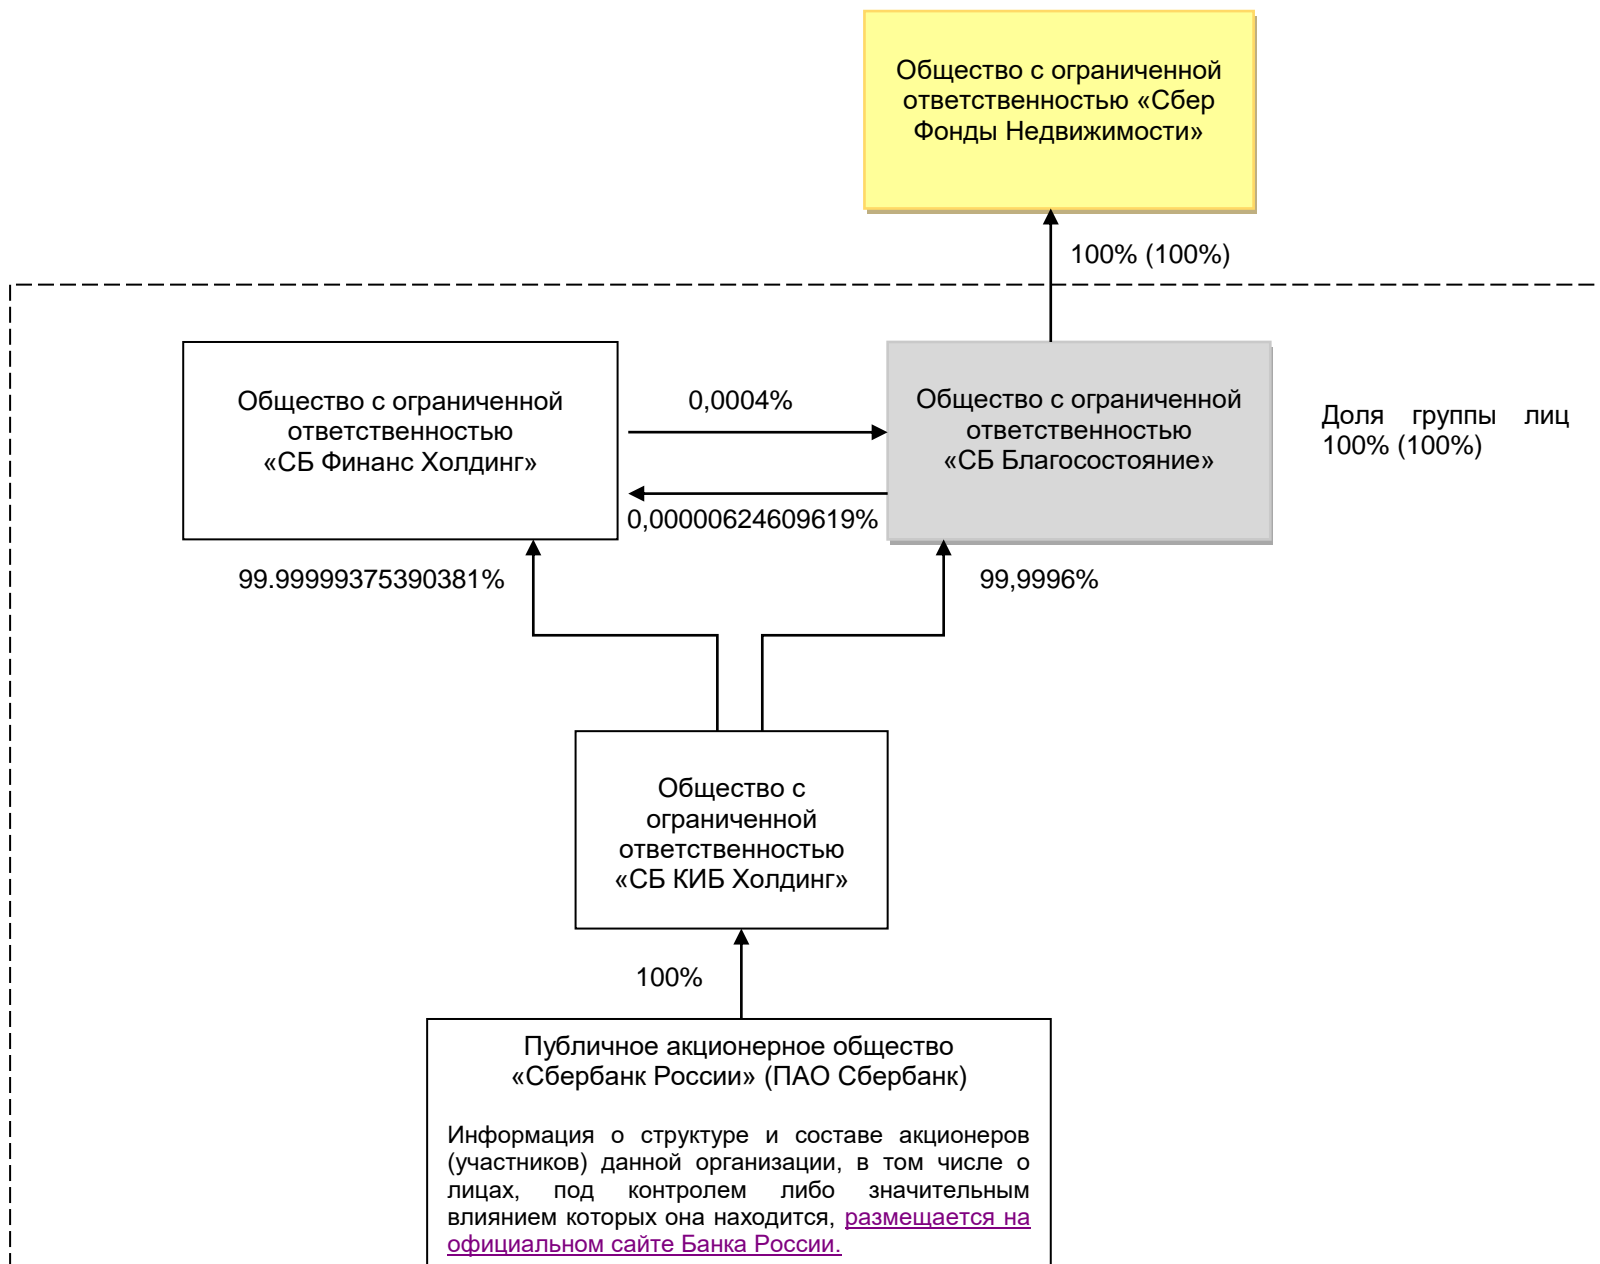 Общество с ограниченной
ответственностью «Сбер
Фонды Недвижимости»
100% (100%)
Общество с ограниченной
ответственностью
«СБ Финанс Холдинг»
0,0004%
0,00000624609619%
Общество с ограниченной
ответственностью
«СБ Благосостояние»
Доля группы лиц
100% (100%)
99.99999375390381%
99,9996%
Общество с
ограниченной
ответственностью
«СБ КИБ Холдинг»
100%
Публичное акционерное общество
«Сбербанк России» (ПАО Сбербанк)
Информация о структуре и составе акционеров
(участников) данной организации, в том числе о
лицах, под контролем либо значительным
влиянием которых она находится, размещается на
официальном сайте Банка России.